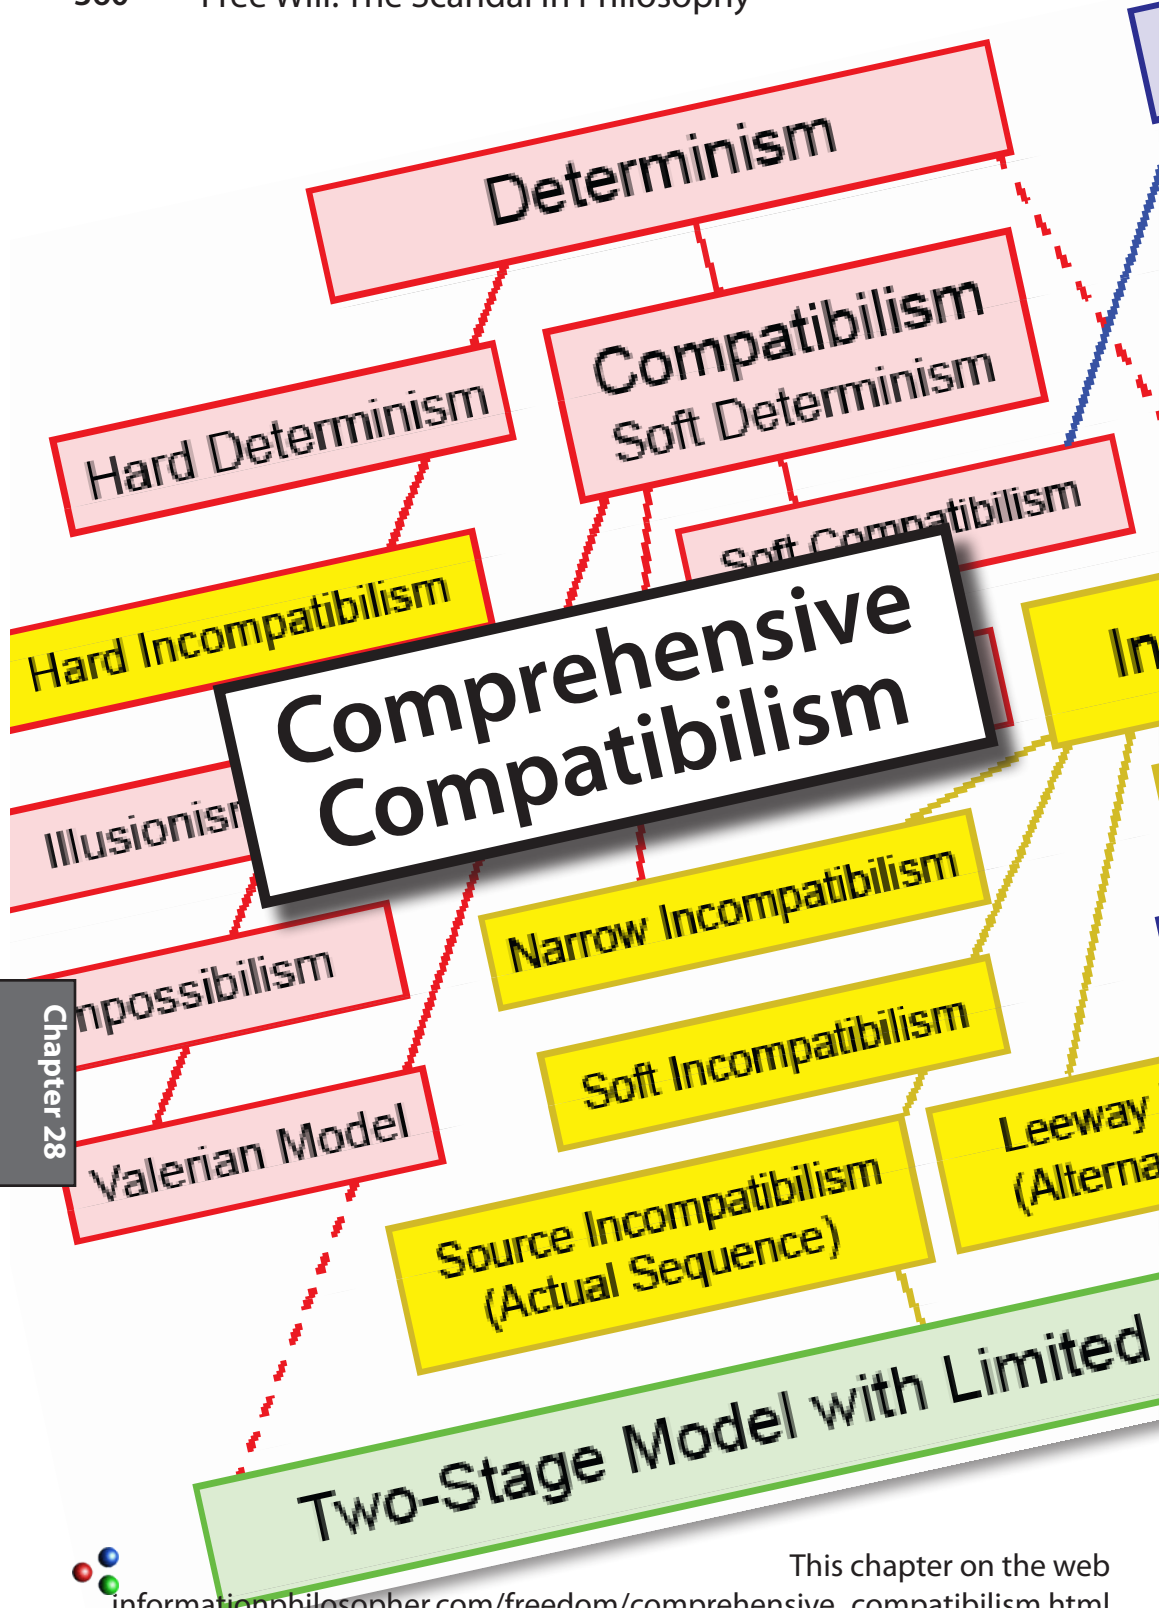 Free Will: The Scandal in Philosophy
Determinism
Compatibilism
Soft Determinism
Hard Determinism
Soft Compatibilism
Hard Incompatibilism
Comprehensive
Compatibilism
In
Illusionism
Narrow Incompatibilism
mpossibilism
Soft Incompatibilism
Chapter 28
Valerian Model
Leeway
(Alterna
Source Incompatibilism
(Actual Sequence)
Two-Stage Model with Limited
This chapter on the web
informationphilosopher.com/freedom/comprehensive_compatibilism.html